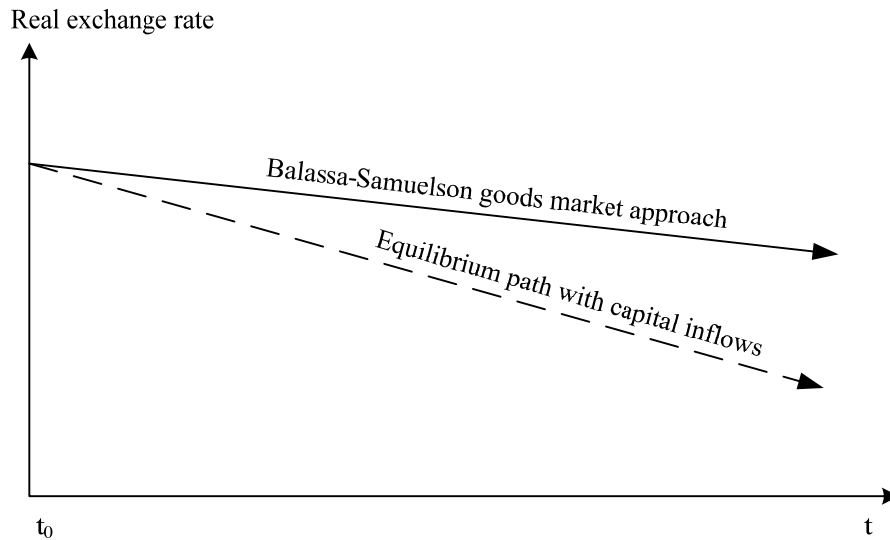 Real exchange rate
Balassa-Samuelson goods market approach
Equilibrium path with capital inflows
t₀
t